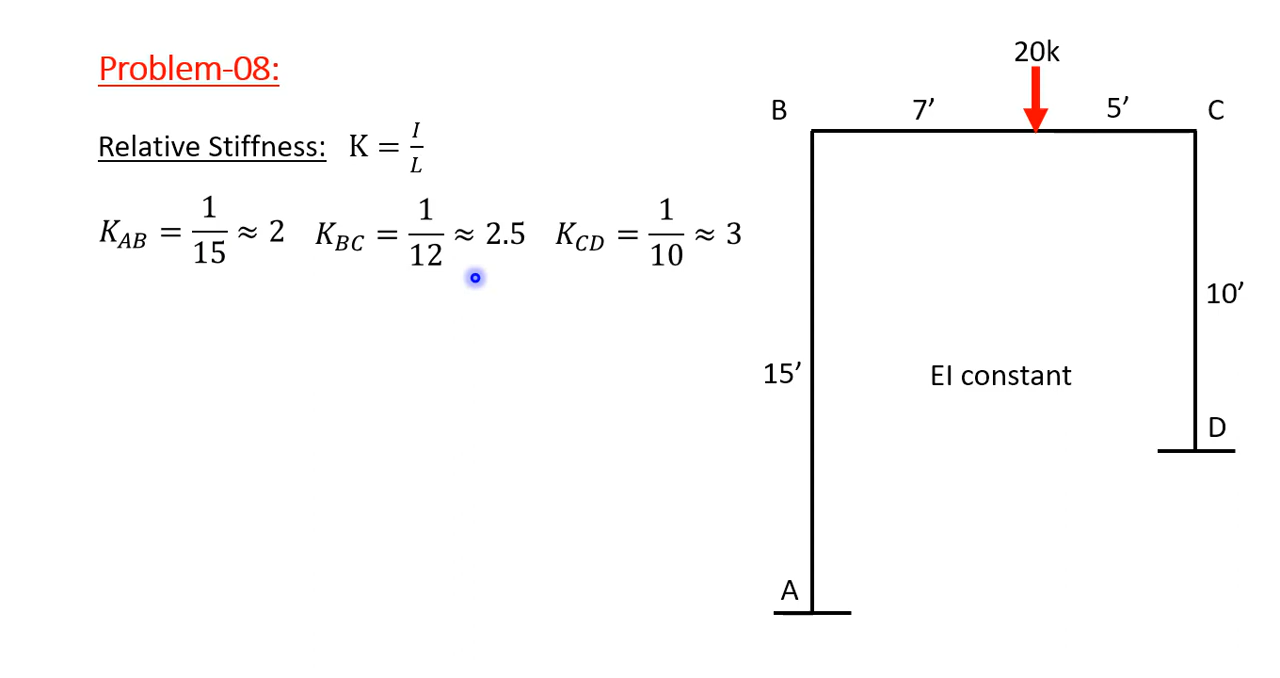 Problem-08:
Relative Stiffness: K = I/L
K_AB = 1/15 ≈ 2 K_BC = 1/12 ≈ 2.5 K_CD = 1/10 ≈ 3
20k
B 7’ 5’ C
10’
15’ EI constant
D
A